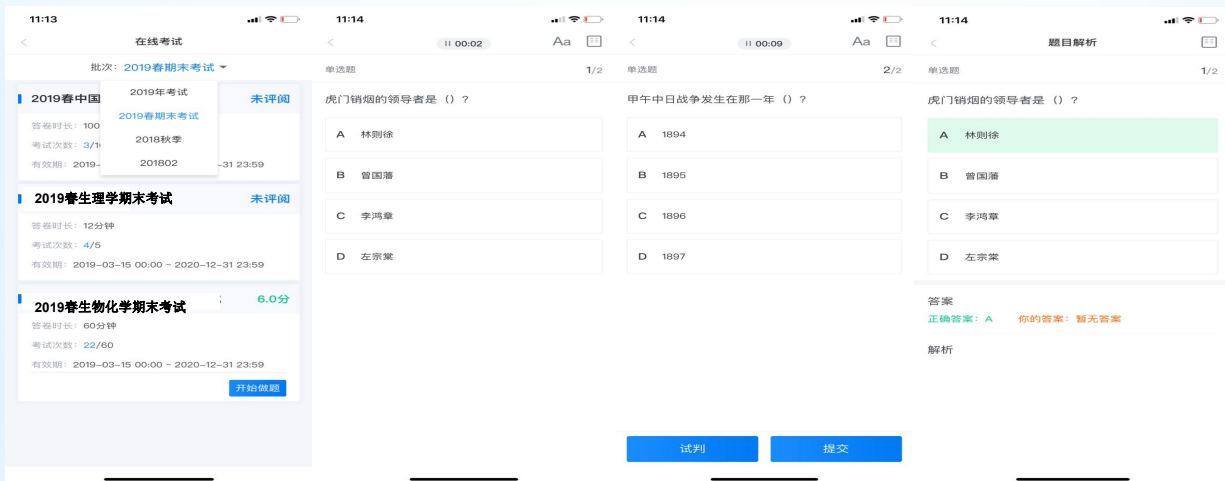 11:13
在线考试
批次: 2019春期末考试
2019年考试
2019春期末考试
2018秋季
201802
2019春中国
未评阅
答卷时长: 100
考试次数: 3/1
有效期: 2019-
-31 23:59
2019春生理学期末考试
未评阅
答卷时长: 12分钟
考试次数: 4/5
有效期: 2019-03-15 00:00 ~ 2020-12-31 23:59
2019春生物化学期末考试
6.0分
答卷时长: 60分钟
考试次数: 22/60
有效期: 2019-03-15 00:00 ~ 2020-12-31 23:59
开始做题
11:14
00:02
Aa
单选题
1/2
虎门销烟的领导者是（）?
A 林则徐
B 曾国藩
C 李鸿章
D 左宗棠
11:14
00:09
Aa
单选题
2/2
甲午中日战争发生在那一年（）?
A 1894
B 1895
C 1896
D 1897
试判
提交
11:14
题目解析
单选题
1/2
虎门销烟的领导者是（）?
A 林则徐
B 曾国藩
C 李鸿章
D 左宗棠
答案
正确答案: A 你的答案: 暂无答案
解析